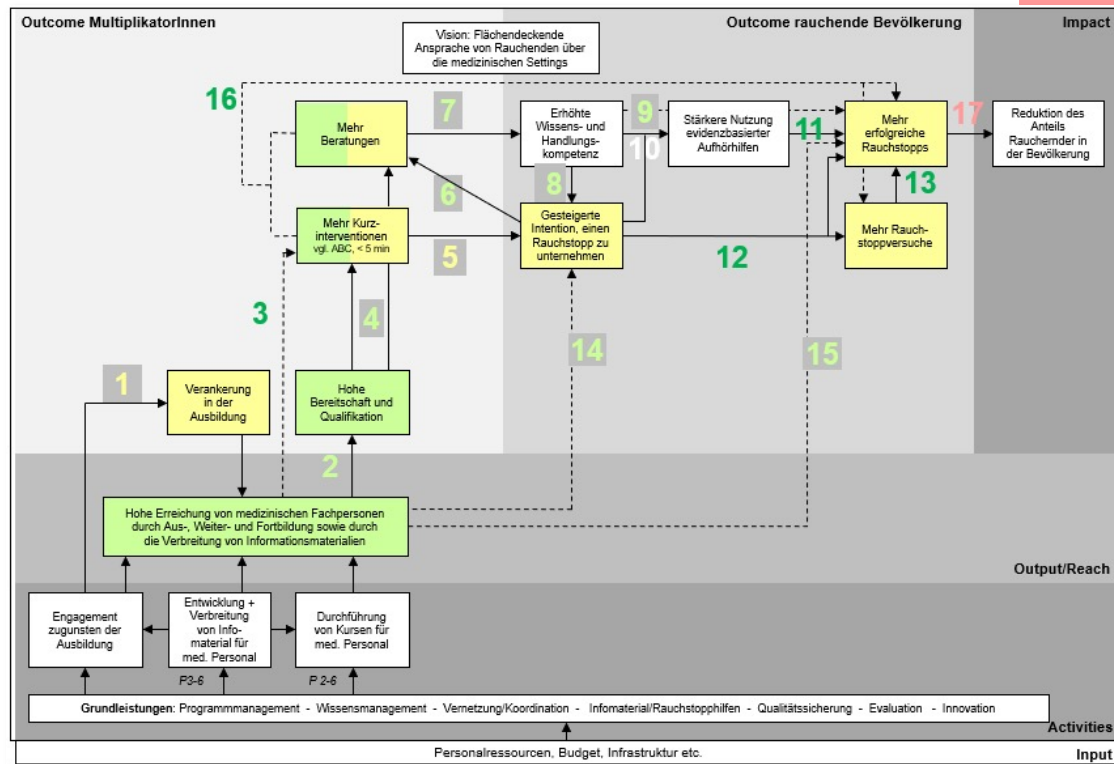 Outcome MultiplikatorInnen
Outcome rauchende Bevölkerung
Impact
Vision: Flächendeckende
Ansprache von Rauchenden über
die medizinischen Settings
16
7
9
11
17
Mehr
Beratungen
Erhöhte
Wissens- und
Handlungs-
kompetenz
Stärkere Nutzung
evidenzbasierter
Aufhörhilfen
Mehr
erfolgreiche
Rauchstopps
Reduktion des
Anteils
Rauchernder in
der Bevölkerung
10
6
8
13
Mehr Kurz-
interventionen
vgl. ABC, < 5 min
Gesteigerte
Intention, einen
Rauchstopp zu
unternehmen
Mehr Rauch-
stoppversuche
5
12
3
4
14
15
1
Verankerung
in der
Ausbildung
Hohe
Bereitschaft und
Qualifikation
2
Hohe Erreichung von medizinischen Fachpersonen
durch Aus-, Weiter- und Fortbildung sowie durch
die Verbreitung von Informationsmaterialien
Output/Reach
Engagement
zugunsten der
Ausbildung
Entwicklung +
Verbreitung
von Info-
material für
med. Personal
Durchführung
von Kursen für
med. Personal
P3-6
P 2-6
Grundleistungen: Programmmanagement - Wissensmanagement - Vernetzung/Koordination - Infomaterial/Rauchstopphilfen - Qualitätssicherung - Evaluation - Innovation
Activities
Personalressourcen, Budget, Infrastruktur etc.
Input